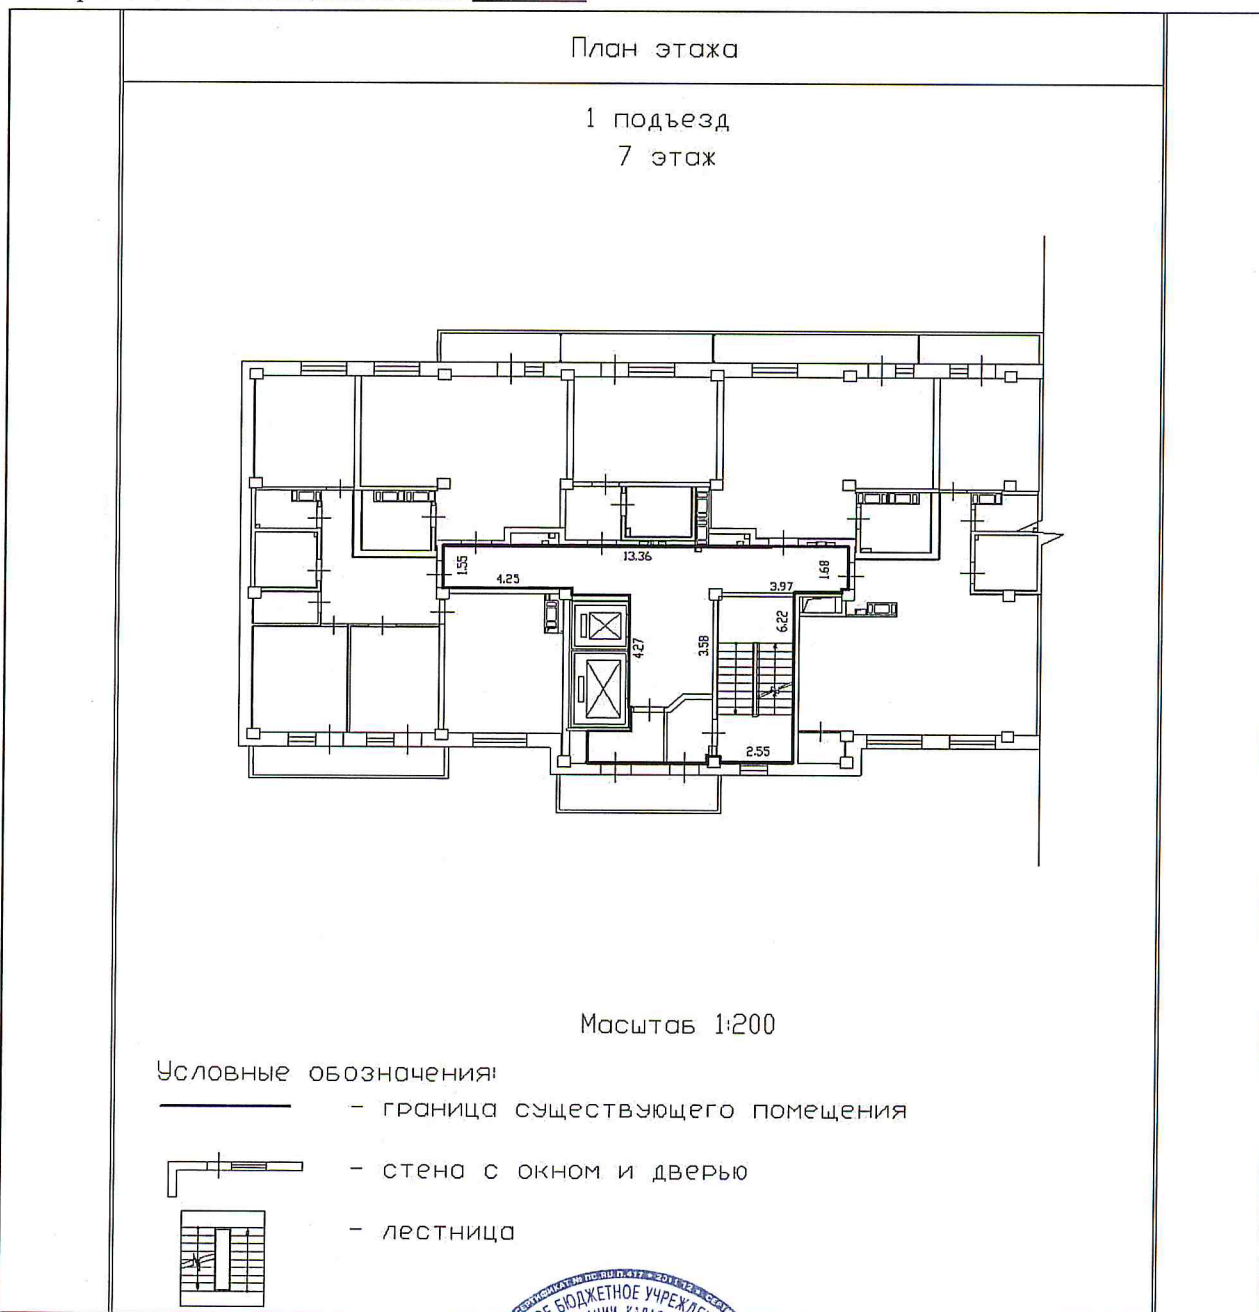 План этажа
1 подъезд
7 этаж
13.36
1.55
4.25
3.97
1.68
6.22
4.27
3.58
2.55
Масштаб 1:200
Условные обозначения:
- граница существующего помещения
- стена с окном и дверью
- лестница
БЮДЖЕТНОЕ